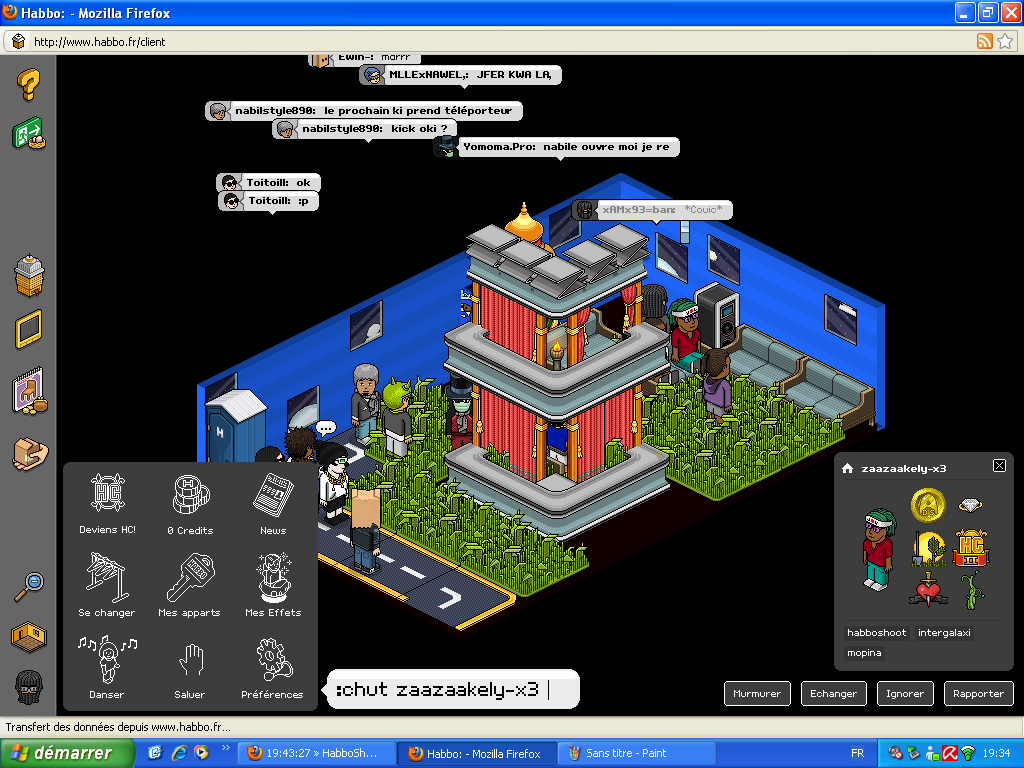 Habbo: - Mozilla Firefox
http://www.habbo.fr/client
Ewin-: marrr
MLLExNAWEL,: JFER KWA LA,
nabilstyle890: le prochain ki prend téléporteur
nabilstyle890: kick oki ?
Yomoma.Pro: nabile ouvre moi je re
Toitoill: ok
Toitoill: :p
xAMx93=ban: *Couic*
H
...
Deviens HC!
0 Credits
News
Se changer
Mes apparts
Mes Effets
Danser
Saluer
Préférences
:chut zaazaakely-x3
zaazaakely-x3
HC
habboshoot intergalaxi
mopina
Murmurer Echanger Ignorer Rapporter
Transfert des données depuis www.habbo.fr...
démarrer
19:43:27 » HabboSh...
Habbo: - Mozilla Firefox
Sans titre - Paint
FR
19:34